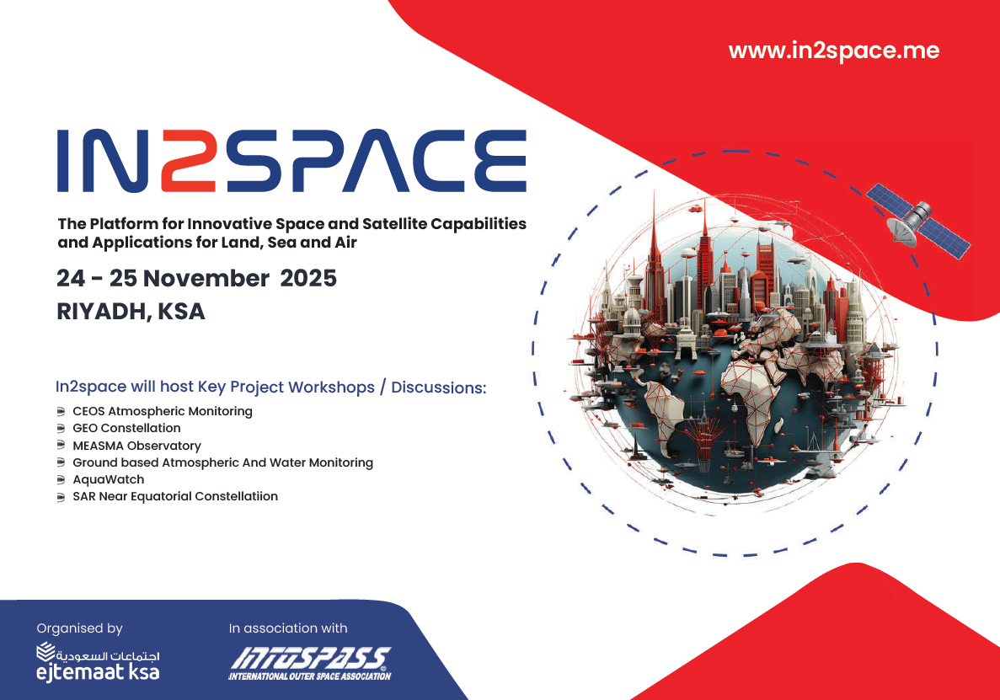 www.in2space.me
IN2SPACE
The Platform for Innovative Space and Satellite Capabilities
and Applications for Land, Sea and Air
24 - 25 November 2025
RIYADH, KSA
In2space will host Key Project Workshops / Discussions:
CEOS Atmospheric Monitoring
GEO Constellation
MEASMA Observatory
Ground based Atmospheric And Water Monitoring
AquaWatch
SAR Near Equatorial Constellatiion
Organised by
اجتماعات السعودية
ejtemaat ksa
In association with
INTOSPASS®
INTERNATIONAL OUTER SPACE ASSOCIATION